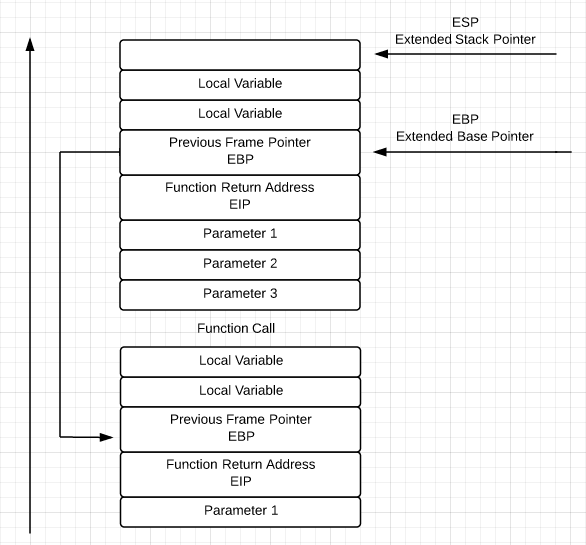 ESP
Extended Stack Pointer
Local Variable
Local Variable
EBP
Extended Base Pointer
Previous Frame Pointer
EBP
Function Return Address
EIP
Parameter 1
Parameter 2
Parameter 3
Function Call
Local Variable
Local Variable
Previous Frame Pointer
EBP
Function Return Address
EIP
Parameter 1